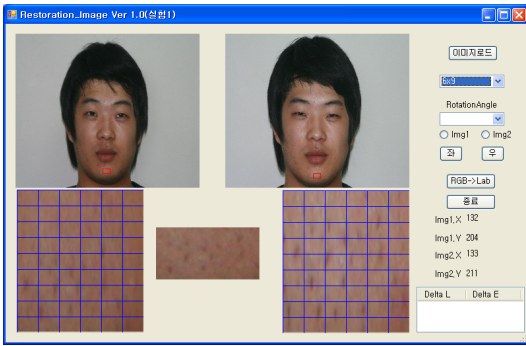 Restoration_Image Ver 1.0(실험1)
이미지로드
6x9
RotationAngle
Img1 Img2
좌 우
RGB->Lab
종료
Img1.X 132
Img1.Y 204
Img2.X 133
Img2.Y 211
Delta L Delta E